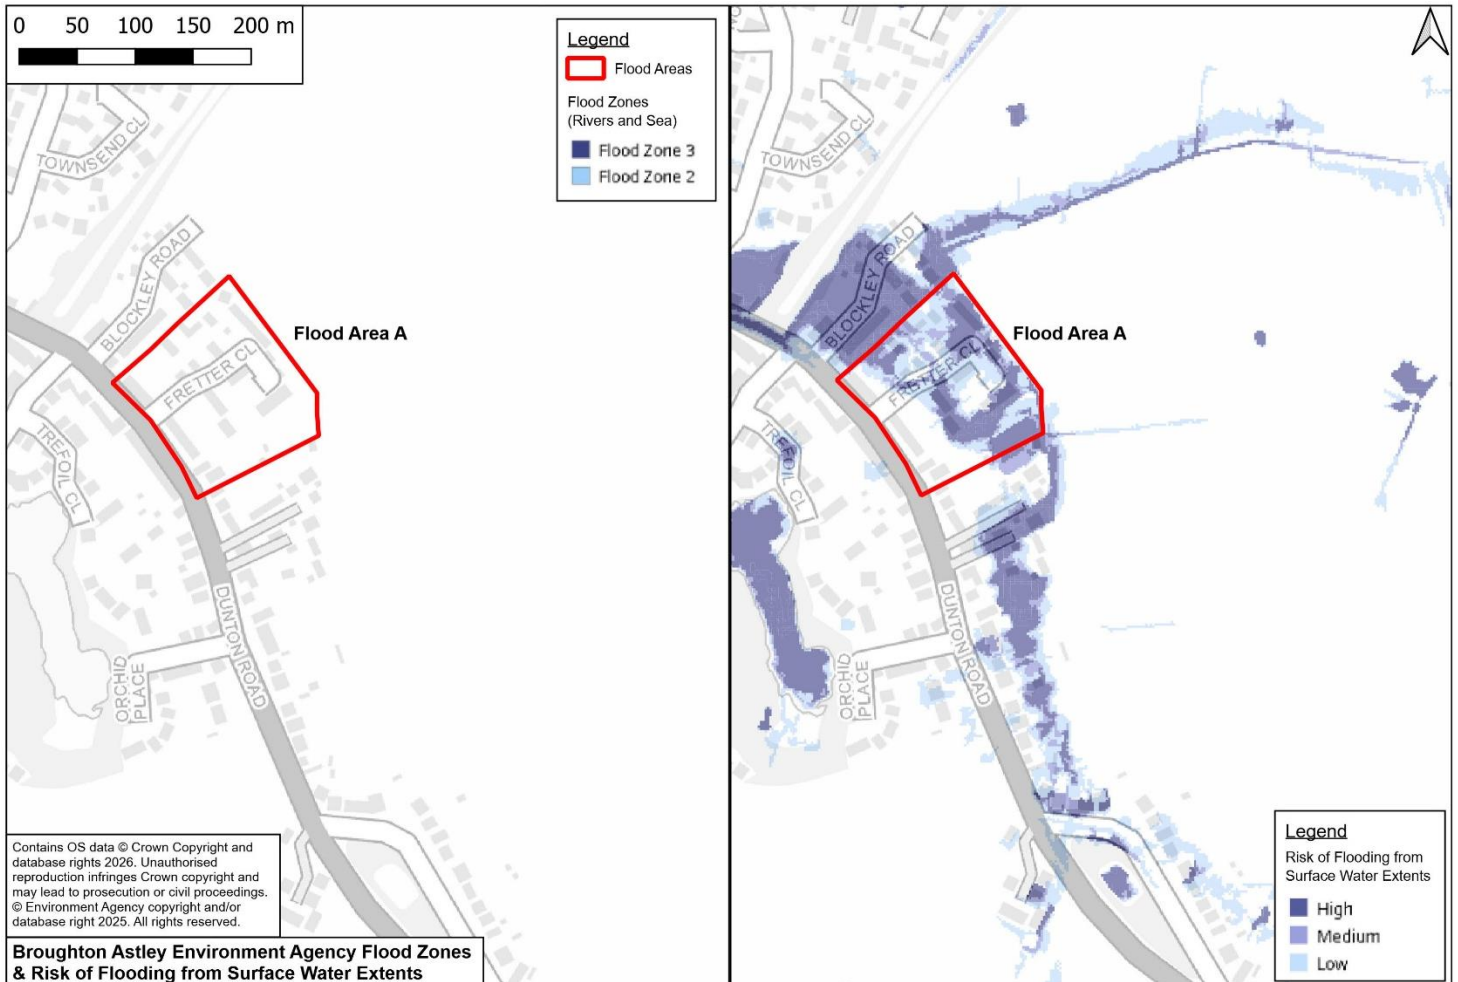 0 50 100 150 200 m
Legend
Flood Areas
Flood Zones
(Rivers and Sea)
Flood Zone 3
Flood Zone 2
TOWNSEND CL
BLOCKLEY ROAD
Flood Area A
FRETTER CL
TREFOIL CL
DUNTON ROAD
ORCHID
PLACE
Contains OS data © Crown Copyright and
database rights 2026. Unauthorised
reproduction infringes Crown copyright and
may lead to prosecution or civil proceedings.
© Environment Agency copyright and/or
database right 2025. All rights reserved.
Broughton Astley Environment Agency Flood Zones
& Risk of Flooding from Surface Water Extents
TOWNSEND CL
BLOCKLEY ROAD
Flood Area A
FRETTER CL
TREFOIL CL
DUNTON ROAD
ORCHID
PLACE
Legend
Risk of Flooding from
Surface Water Extents
High
Medium
Low